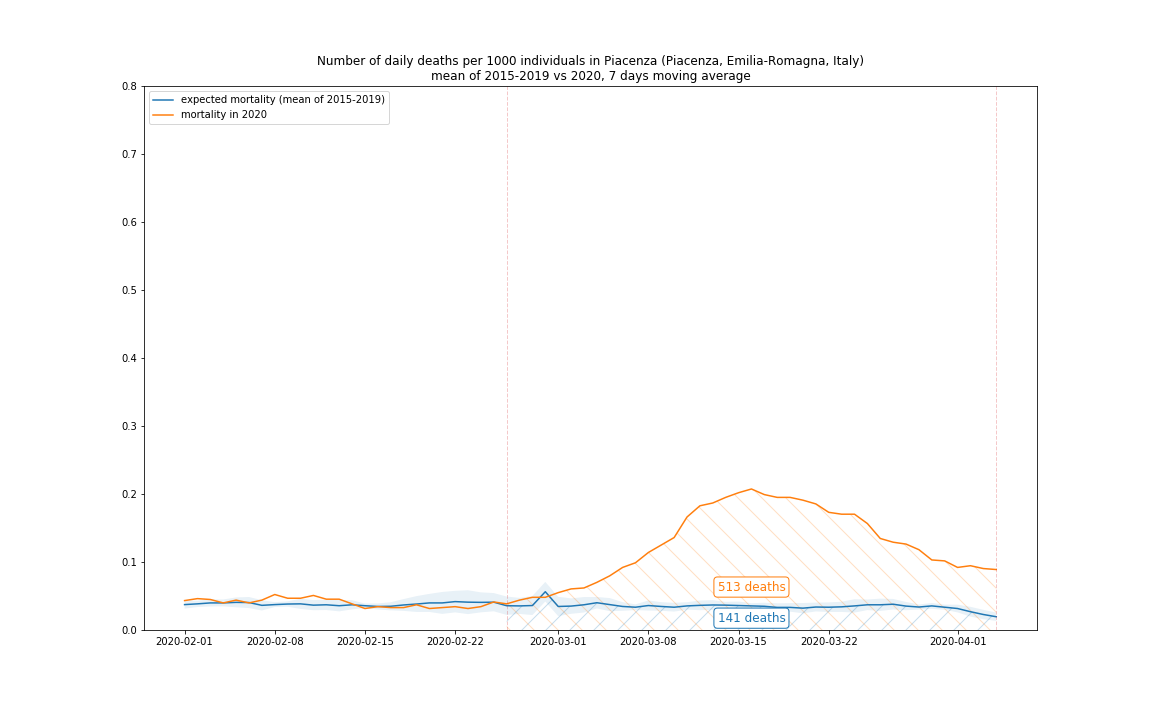 Number of daily deaths per 1000 individuals in Piacenza (Piacenza, Emilia-Romagna, Italy)
mean of 2015-2019 vs 2020, 7 days moving average
expected mortality (mean of 2015-2019)
mortality in 2020
0.8
0.7
0.6
0.5
0.4
0.3
0.2
0.1
0.0
513 deaths
141 deaths
2020-02-01 2020-02-08 2020-02-15 2020-02-22 2020-03-01 2020-03-08 2020-03-15 2020-03-22 2020-04-01